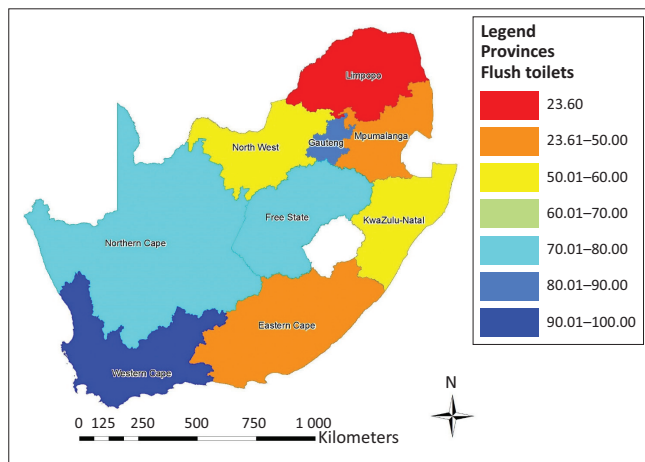 Legend
Provinces
Flush toilets
23.60
23.61–50.00
50.01–60.00
60.01–70.00
70.01–80.00
80.01–90.00
90.01–100.00
Limpopo
North West
Gauteng
Mpumalanga
Free State
KwaZulu-Natal
Northern Cape
Eastern Cape
Western Cape
N
0 125 250 500 750 1 000
Kilometers